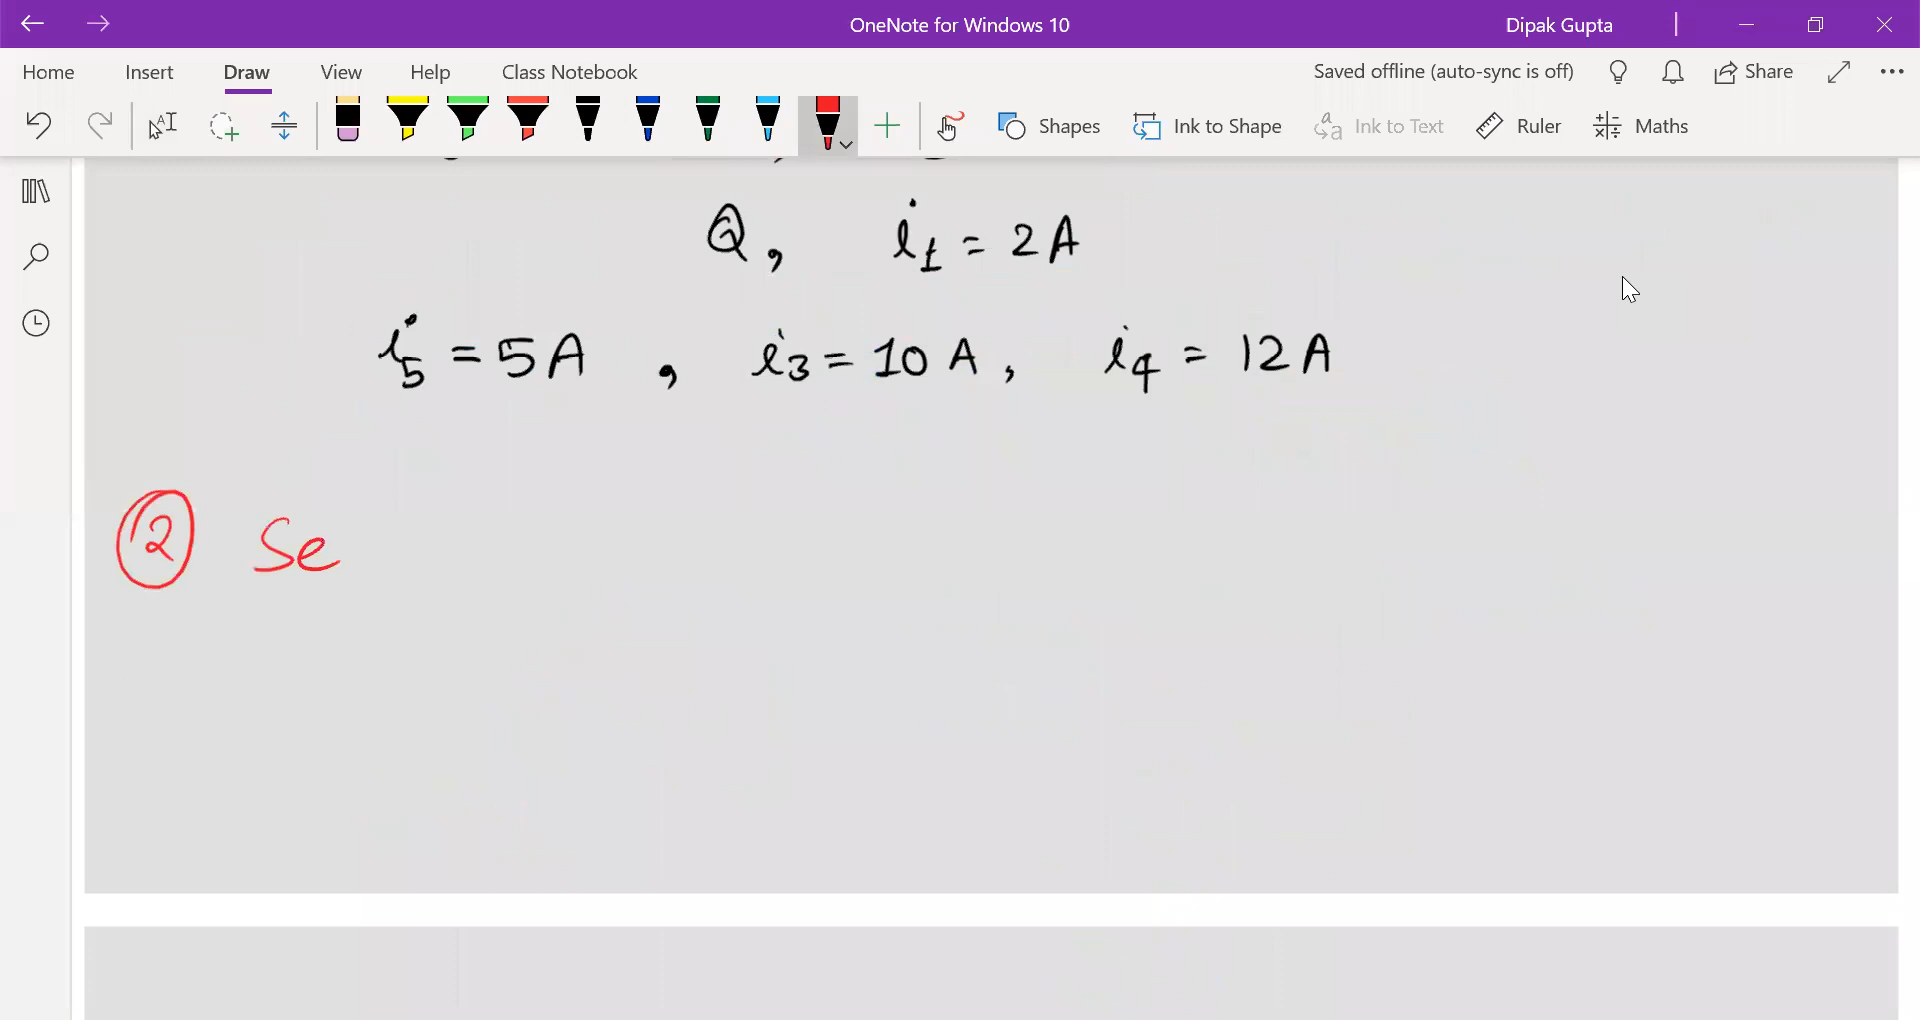 OneNote for Windows 10
Dipak Gupta
Home Insert Draw View Help Class Notebook
Saved offline (auto-sync is off) Share
Shapes Ink to Shape Ink to Text Ruler Maths
Q, i₁ = 2A
i₅ = 5A , i₃ = 10 A, i₄ = 12A
② Se